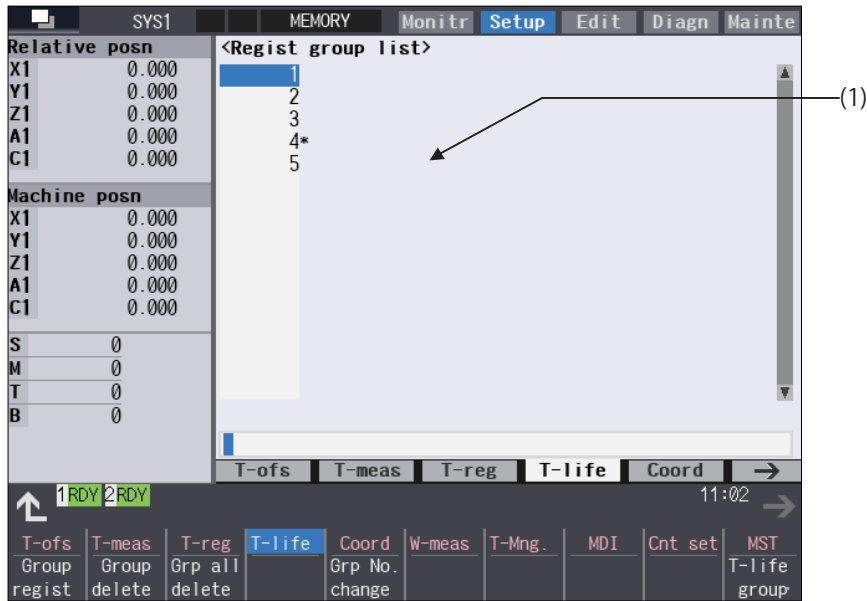 SYS1 MEMORY Monitr Setup Edit Diagn Mainte
Relative posn
X1 0.000
Y1 0.000
Z1 0.000
A1 0.000
C1 0.000
Machine posn
X1 0.000
Y1 0.000
Z1 0.000
A1 0.000
C1 0.000
S 0
M 0
T 0
B 0
<Regist group list>
1
2
3
4*
5
(1)
T-ofs T-meas T-reg T-life Coord →
1RDY 2RDY 11:02
T-ofs T-meas T-reg T-life Coord W-meas T-Mng. MDI Cnt set MST
Group Group Grp all Grp No. T-life
regist delete delete change group